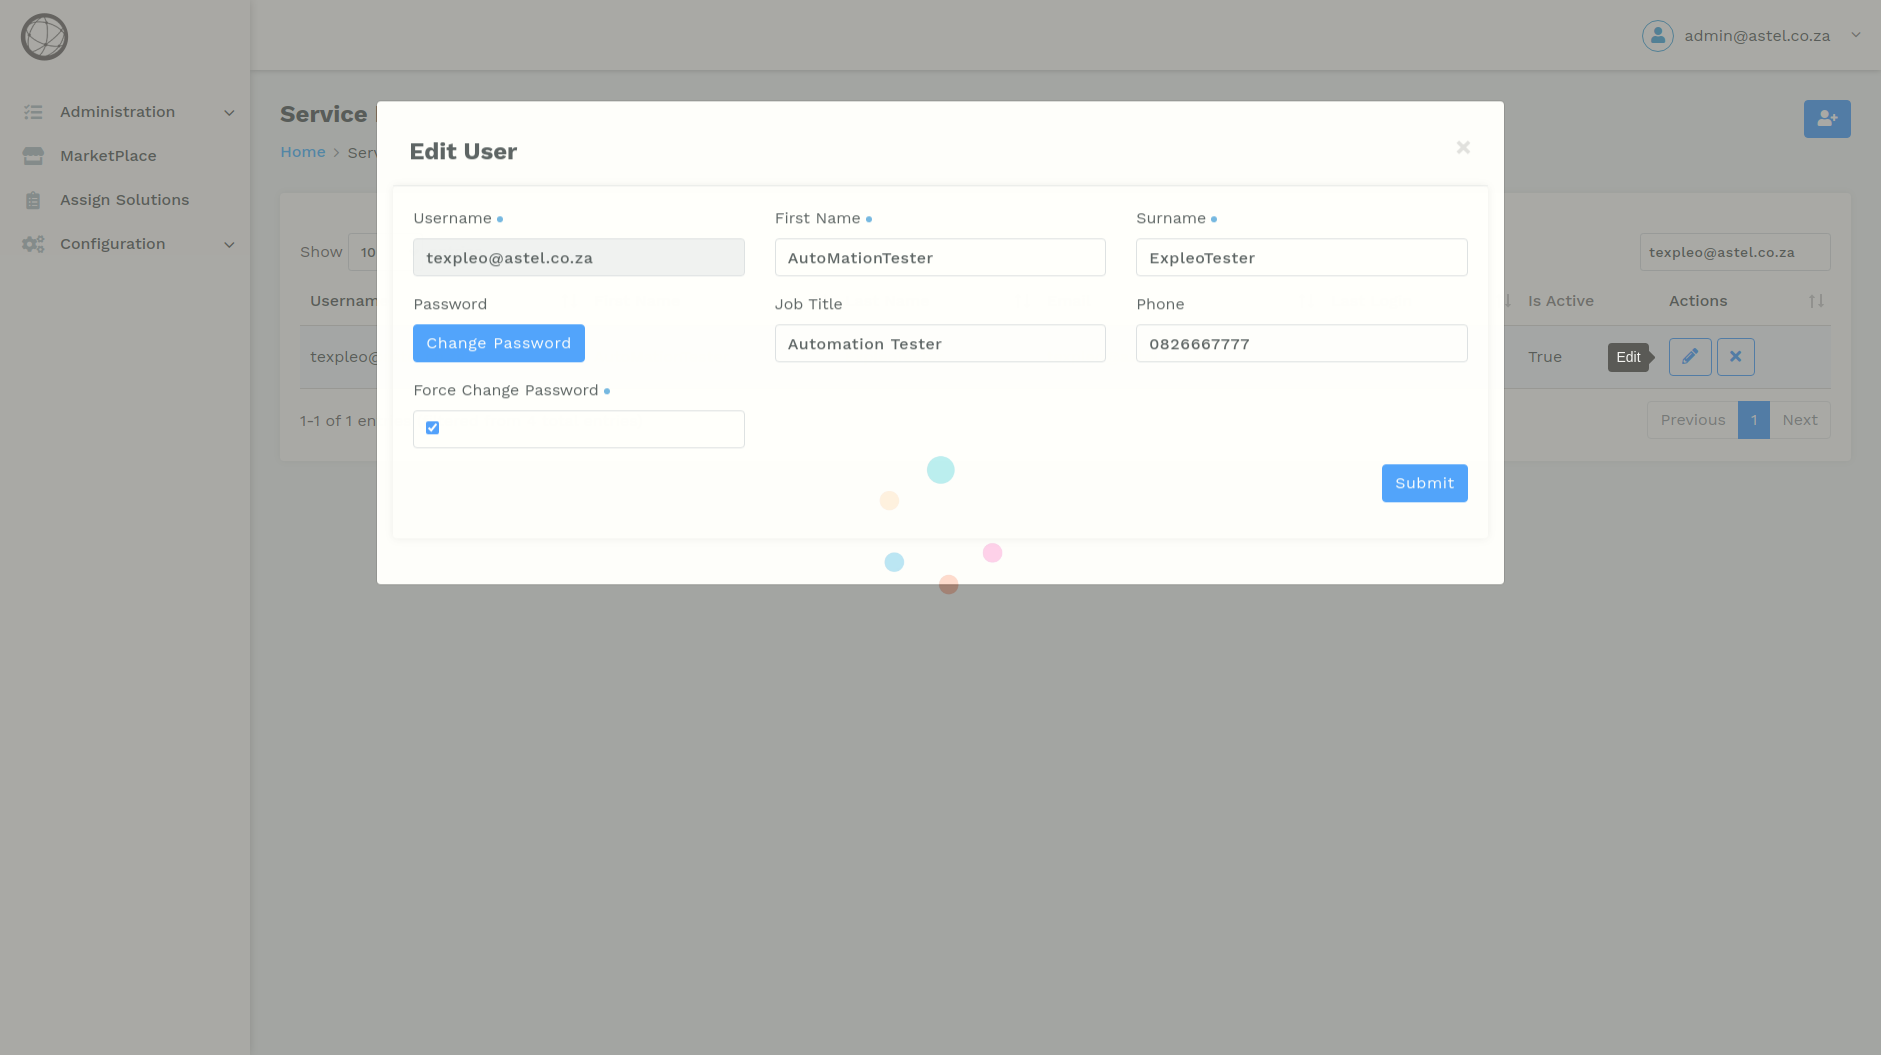 admin@astel.co.za
Administration
MarketPlace
Assign Solutions
Configuration
Service
Home > Serv
Edit User
×
Username
First Name
Surname
texpleo@astel.co.za
AutoMationTester
ExpleoTester
Password
Job Title
Phone
Change Password
Automation Tester
0826667777
Force Change Password
Submit
Show 10
texpleo@astel.co.za
Usernam
Is Active
Actions
texpleo@
True
Edit
1-1 of 1 en
Previous 1 Next